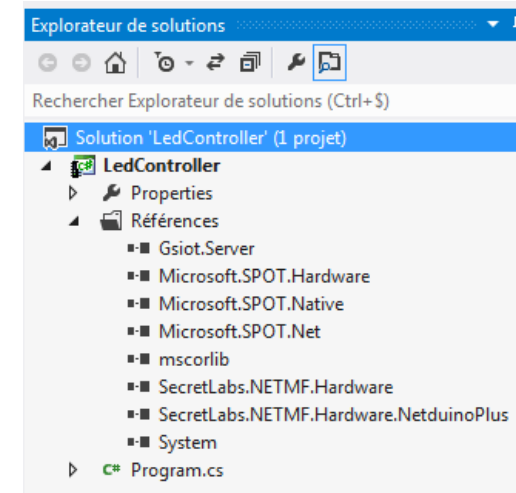 Explorateur de solutions
Rechercher Explorateur de solutions (Ctrl+$)
Solution 'LedController' (1 projet)
LedController
Properties
Références
Gsiot.Server
Microsoft.SPOT.Hardware
Microsoft.SPOT.Native
Microsoft.SPOT.Net
mscorlib
SecretLabs.NETMF.Hardware
SecretLabs.NETMF.Hardware.NetduinoPlus
System
C# Program.cs